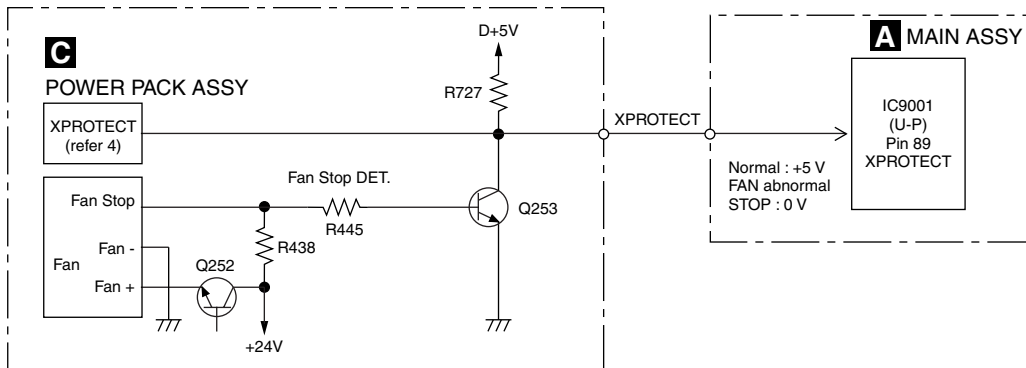 C
POWER PACK ASSY
XPROTECT
(refer 4)
D+5V
R727
XPROTECT
A MAIN ASSY
IC9001
(U-P)
Pin 89
XPROTECT
Normal : +5 V
FAN abnormal
STOP : 0 V
Fan Stop DET.
Fan Stop
R445
Q253
R438
Fan -
Fan
Q252
Fan +
+24V